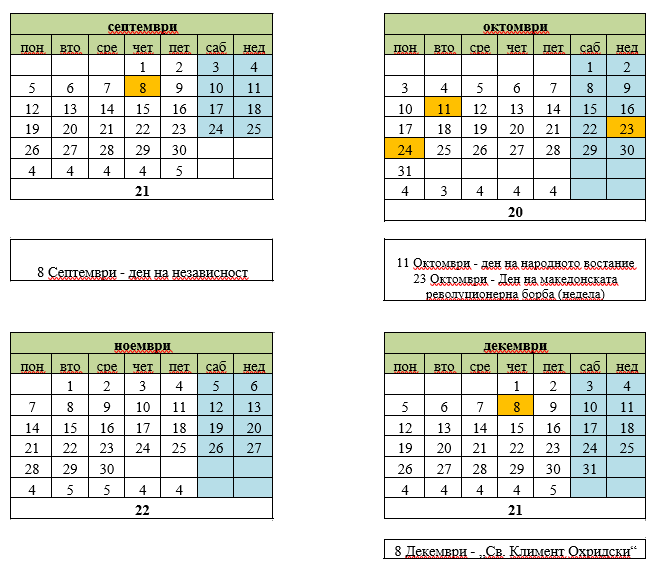 септември
пон вто сре чет пет саб нед
1 2 3 4
5 6 7 8 9 10 11
12 13 14 15 16 17 18
19 20 21 22 23 24 25
26 27 28 29 30
4 4 4 4 5
21
октомври
пон вто сре чет пет саб нед
1 2
3 4 5 6 7 8 9
10 11 12 13 14 15 16
17 18 19 20 21 22 23
24 25 26 27 28 29 30
31
4 3 4 4 4
20
8 Септември - ден на независност
11 Октомври - ден на народното востание
23 Октомври - Ден на македонската
револуционерна борба (недела)
ноември
пон вто сре чет пет саб нед
1 2 3 4 5 6
7 8 9 10 11 12 13
14 15 16 17 18 19 20
21 22 23 24 25 26 27
28 29 30
4 5 5 4 4
22
декември
пон вто сре чет пет саб нед
1 2 3 4
5 6 7 8 9 10 11
12 13 14 15 16 17 18
19 20 21 22 23 24 25
26 27 28 29 30 31
4 4 4 4 5
21
8 Декември - „Св. Климент Охридски“